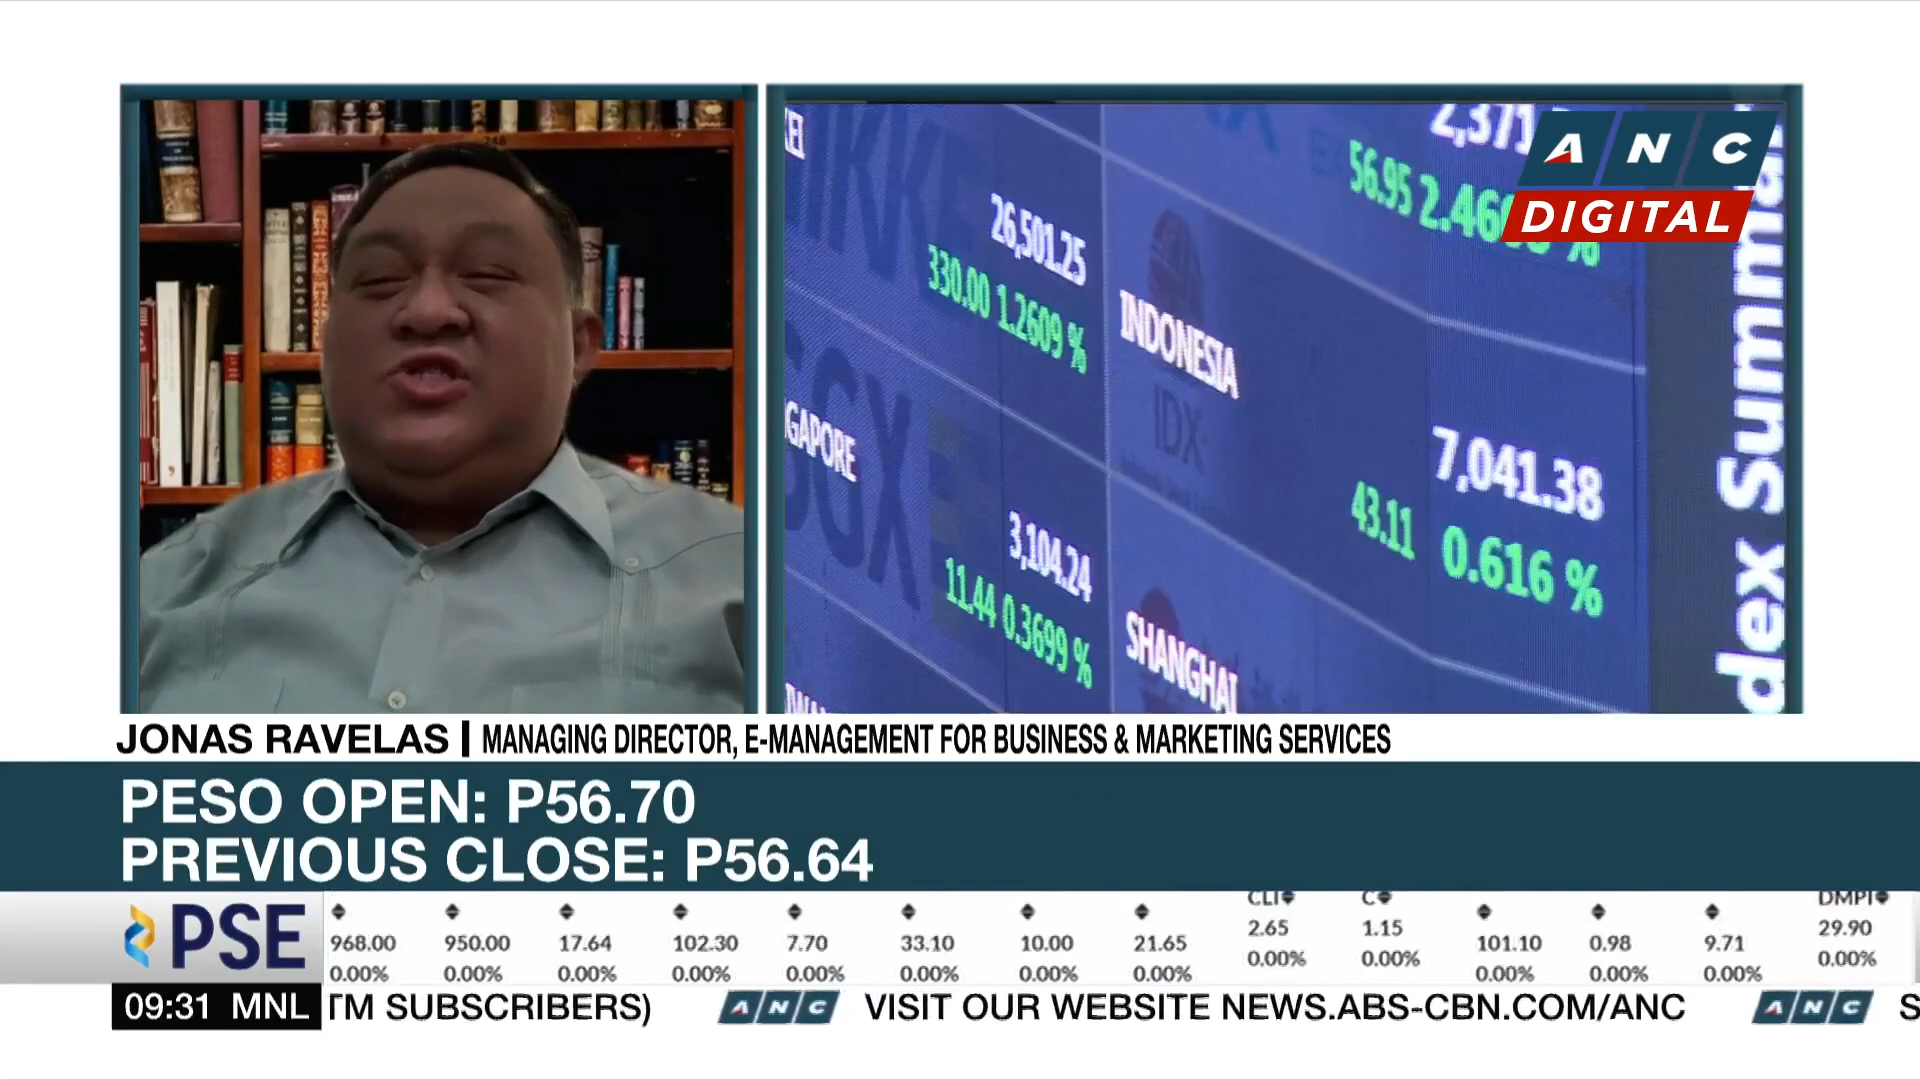 KEI
26,501.25
330.00 1.2609 %
INDONESIA
IDX
56.95
A N C
DIGITAL
dex Summar
GAPORE
SGX
3,104.24
11.44 0.3699 %
7,041.38
43.11 0.616 %
SHANGHAI
JONAS RAVELAS | MANAGING DIRECTOR, E-MANAGEMENT FOR BUSINESS & MARKETING SERVICES
PESO OPEN: P56.70
PREVIOUS CLOSE: P56.64
PSE
968.00 950.00 17.64 102.30 7.70 33.10 10.00 21.65 CLI 2.65 C 1.15 101.10 0.98 9.71 DMPI 29.90
0.00% 0.00% 0.00% 0.00% 0.00% 0.00% 0.00% 0.00% 0.00% 0.00% 0.00% 0.00% 0.00% 0.00%
09:31 MNL TM SUBSCRIBERS) ANC VISIT OUR WEBSITE NEWS.ABS-CBN.COM/ANC ANC S